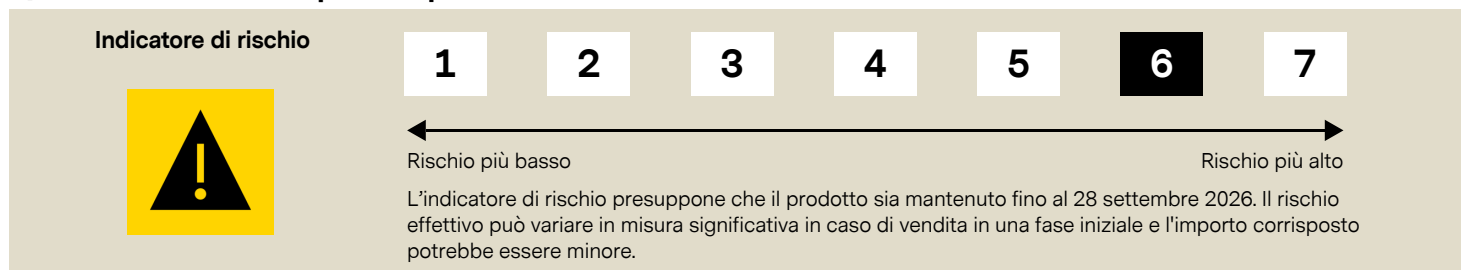 Indicatore di rischio
1 2 3 4 5 6 7
Rischio più basso Rischio più alto
L'indicatore di rischio presuppone che il prodotto sia mantenuto fino al 28 settembre 2026. Il rischio
effettivo può variare in misura significativa in caso di vendita in una fase iniziale e l'importo corrisposto
potrebbe essere minore.